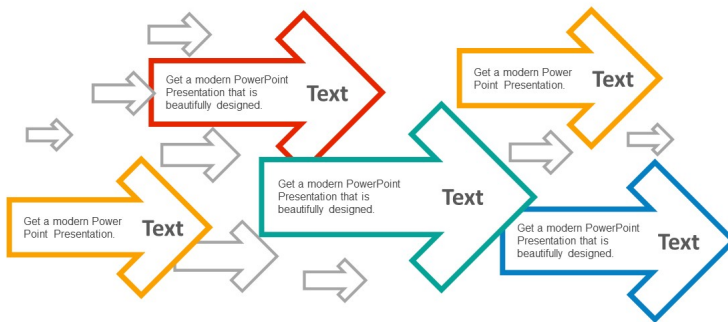 Get a modern PowerPoint
Presentation that is
beautifully designed.
Text
Get a modern Power
Point Presentation.
Text
Get a modern PowerPoint
Presentation that is
beautifully designed.
Text
Get a modern Power
Point Presentation.
Text
Get a modern PowerPoint
Presentation that is
beautifully designed.
Text